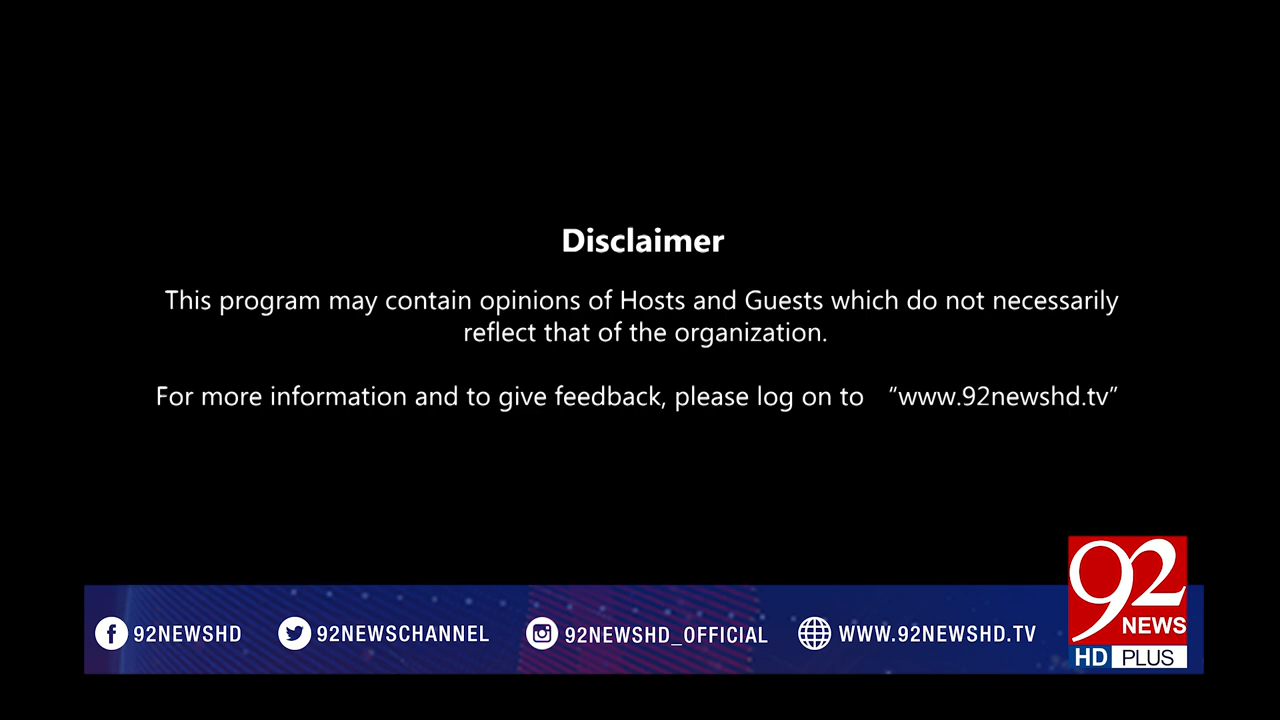 Disclaimer
This program may contain opinions of Hosts and Guests which do not necessarily
reflect that of the organization.
For more information and to give feedback, please log on to “www.92newshd.tv”
92NEWSHD 92NEWSCHANNEL 92NEWSHD_OFFICIAL WWW.92NEWSHD.TV
92
NEWS
HD PLUS